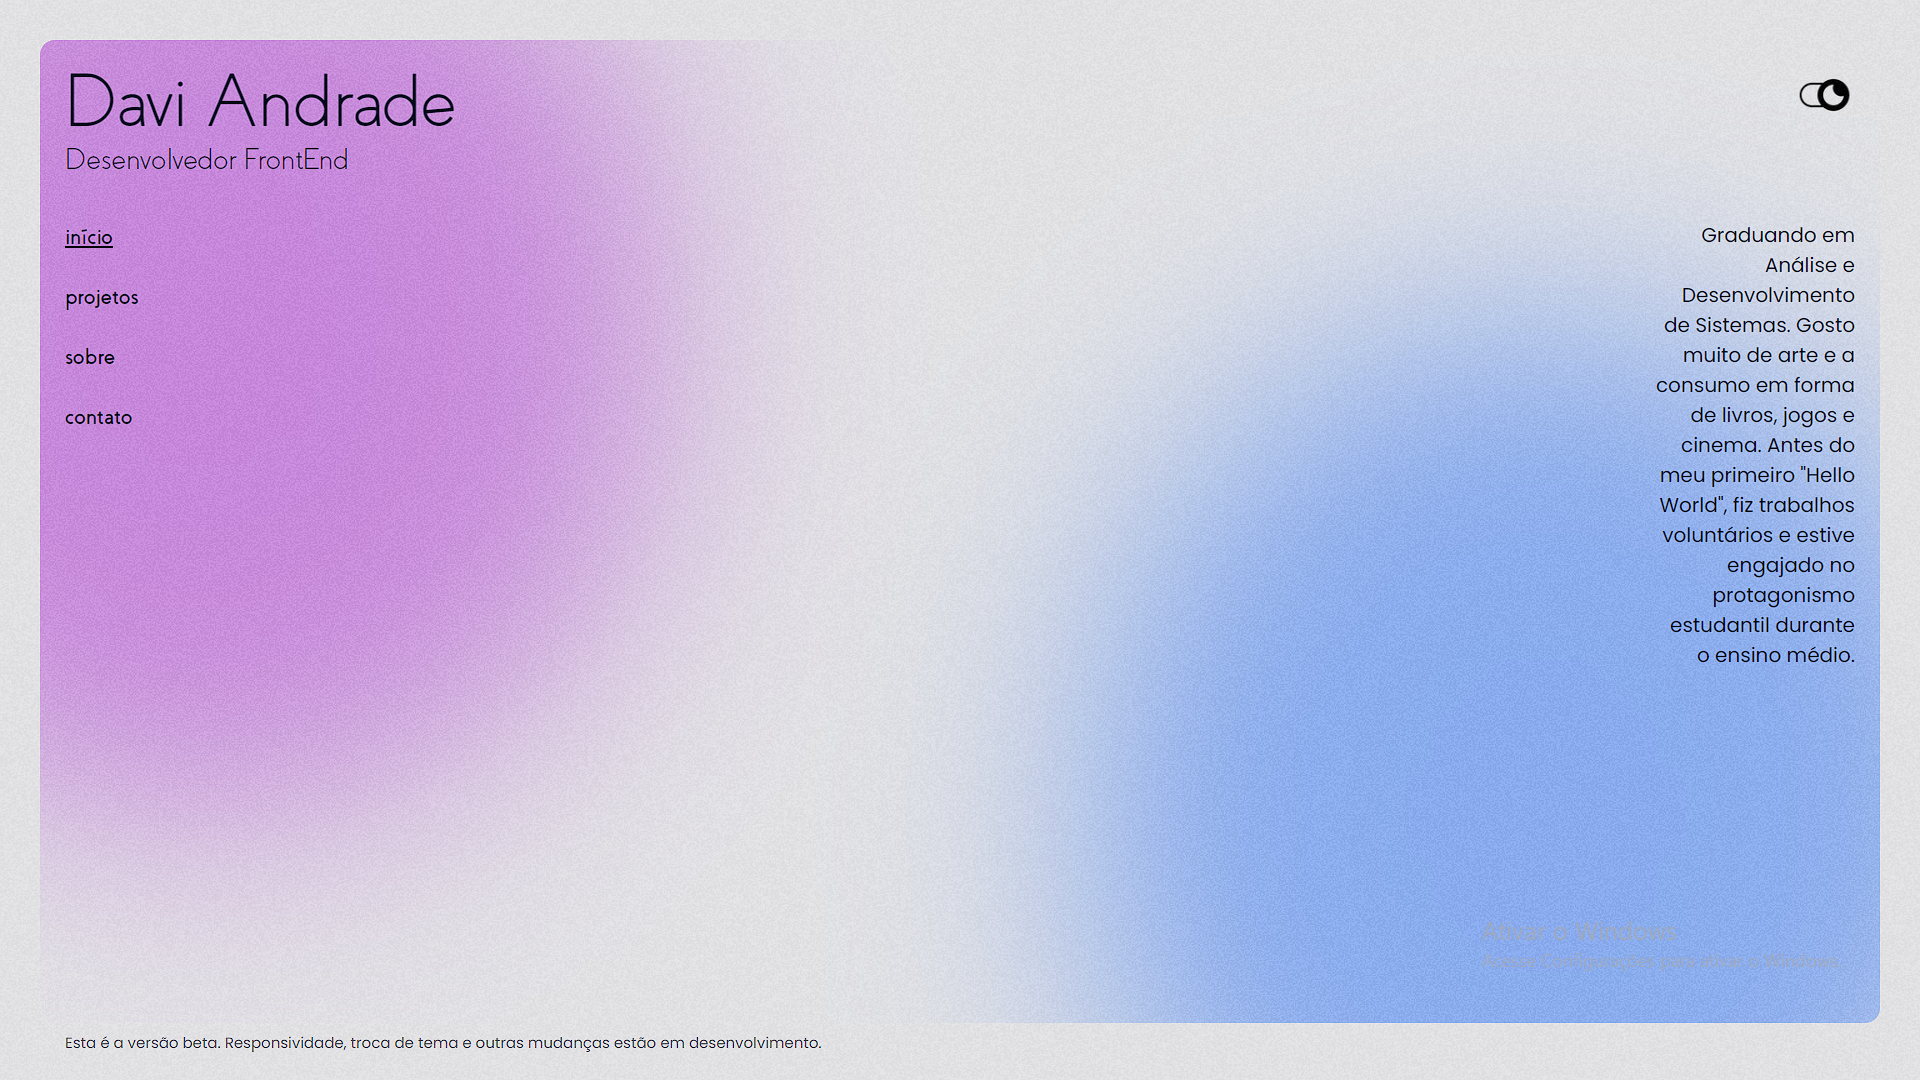 Davi Andrade
Desenvolvedor FrontEnd
início
projetos
sobre
contato
Graduando em
Análise e
Desenvolvimento
de Sistemas. Gosto
muito de arte e a
consumo em forma
de livros, jogos e
cinema. Antes do
meu primeiro "Hello
World", fiz trabalhos
voluntários e estive
engajado no
protagonismo
estudantil durante
o ensino médio.
Ativar o Windows
Acesse Configurações para ativar o Windows.
Esta é a versão beta. Responsividade, troca de tema e outras mudanças estão em desenvolvimento.